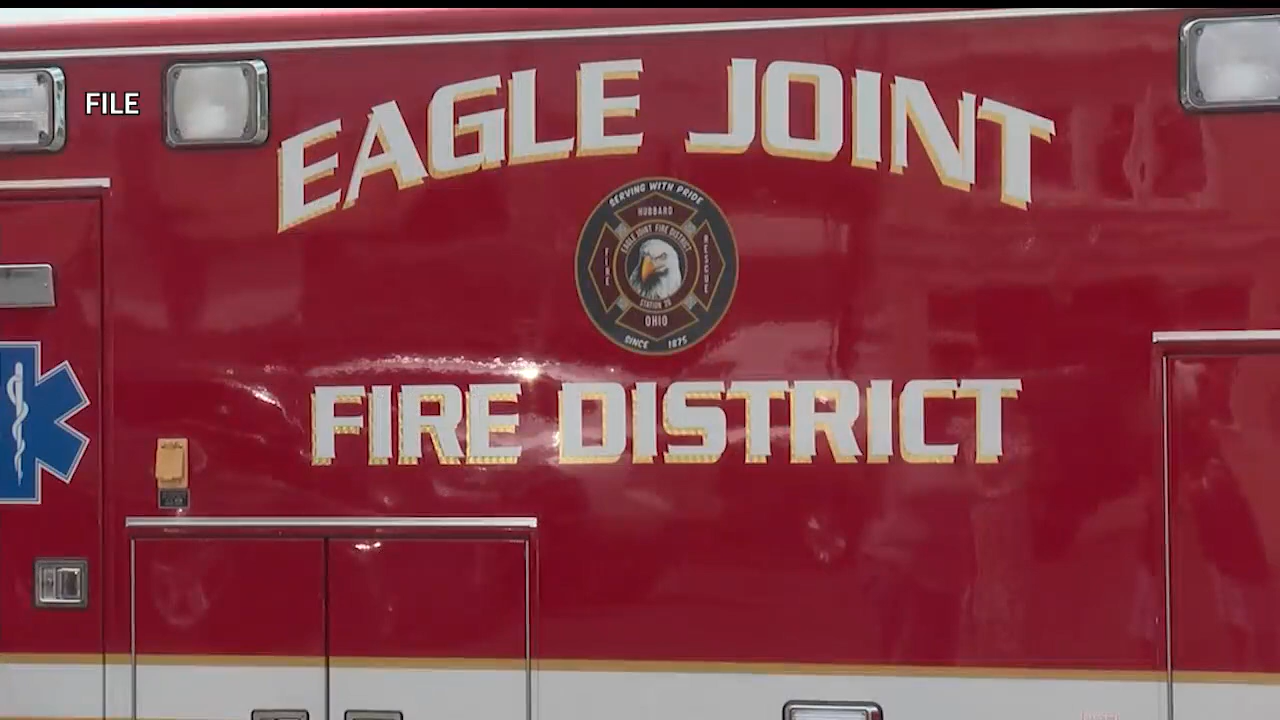 FILE
EAGLE JOINT
SERVING WITH PRIDE
HUBBARD
EAGLE JOINT FIRE DISTRICT
FIRE
RESCUE
STATION 20
OHIO
SINCE 1875
FIRE DISTRICT